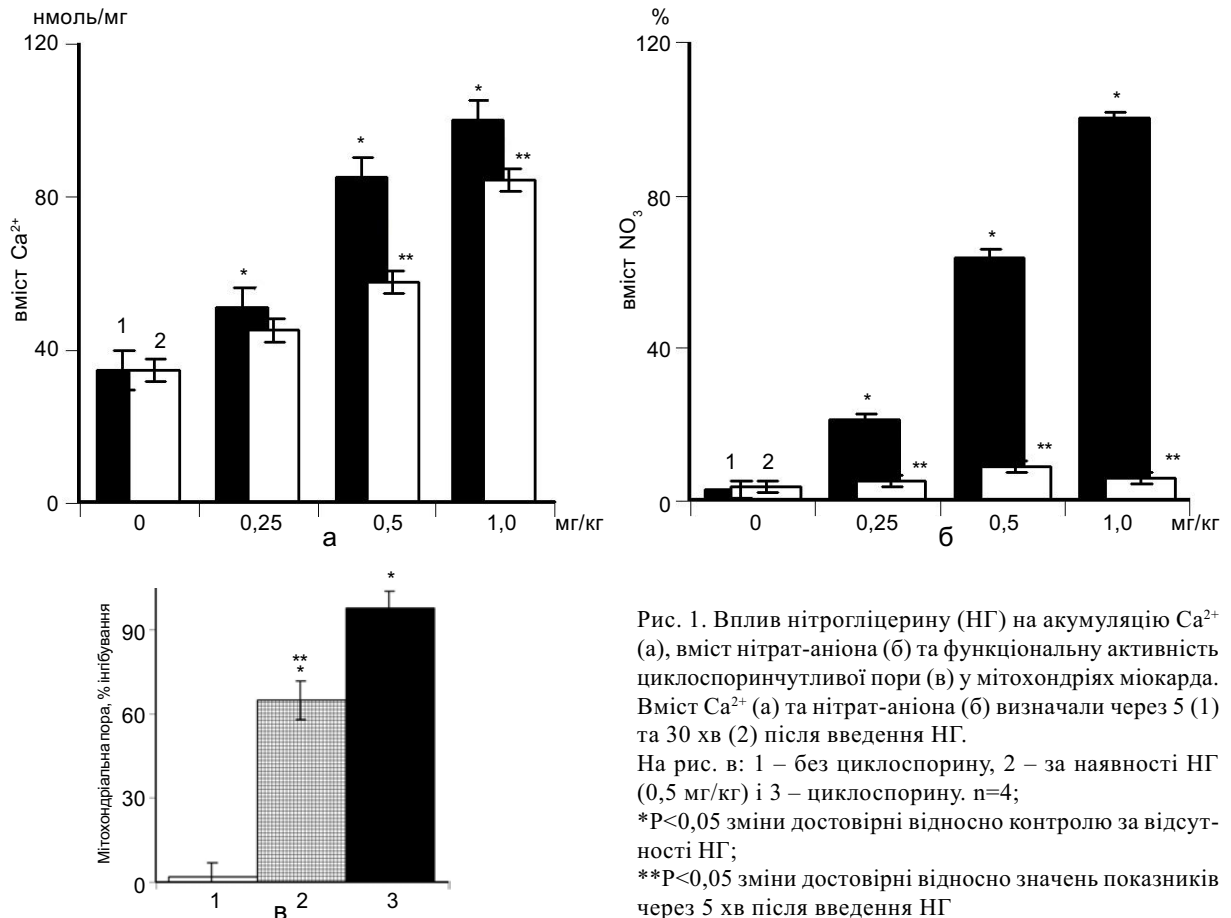 нмоль/мг
120
80
40
0
вміст Ca²⁺
1
2
*
*
**
*
**
0
0,25
0,5
1,0
мг/кг
а
%
120
80
40
0
вміст NO₃
1
2
*
**
*
**
*
**
0
0,25
0,5
1,0
мг/кг
б
Мітохондріальна пора, % інгібування
90
60
30
0
**
*
*
1
2
3
в
Рис. 1. Вплив нітрогліцерину (НГ) на акумуляцію Ca²⁺
(а), вміст нітрат-аніона (б) та функціональну активність
циклоспоринчутливої пори (в) у мітохондріях міокарда.
Вміст Ca²⁺ (а) та нітрат-аніона (б) визначали через 5 (1)
та 30 хв (2) після введення НГ.
На рис. в: 1 – без циклоспорину, 2 – за наявності НГ
(0,5 мг/кг) і 3 – циклоспорину. n=4;
*P<0,05 зміни достовірні відносно контролю за відсут-
ності НГ;
**P<0,05 зміни достовірні відносно значень показників
через 5 хв після введення НГ